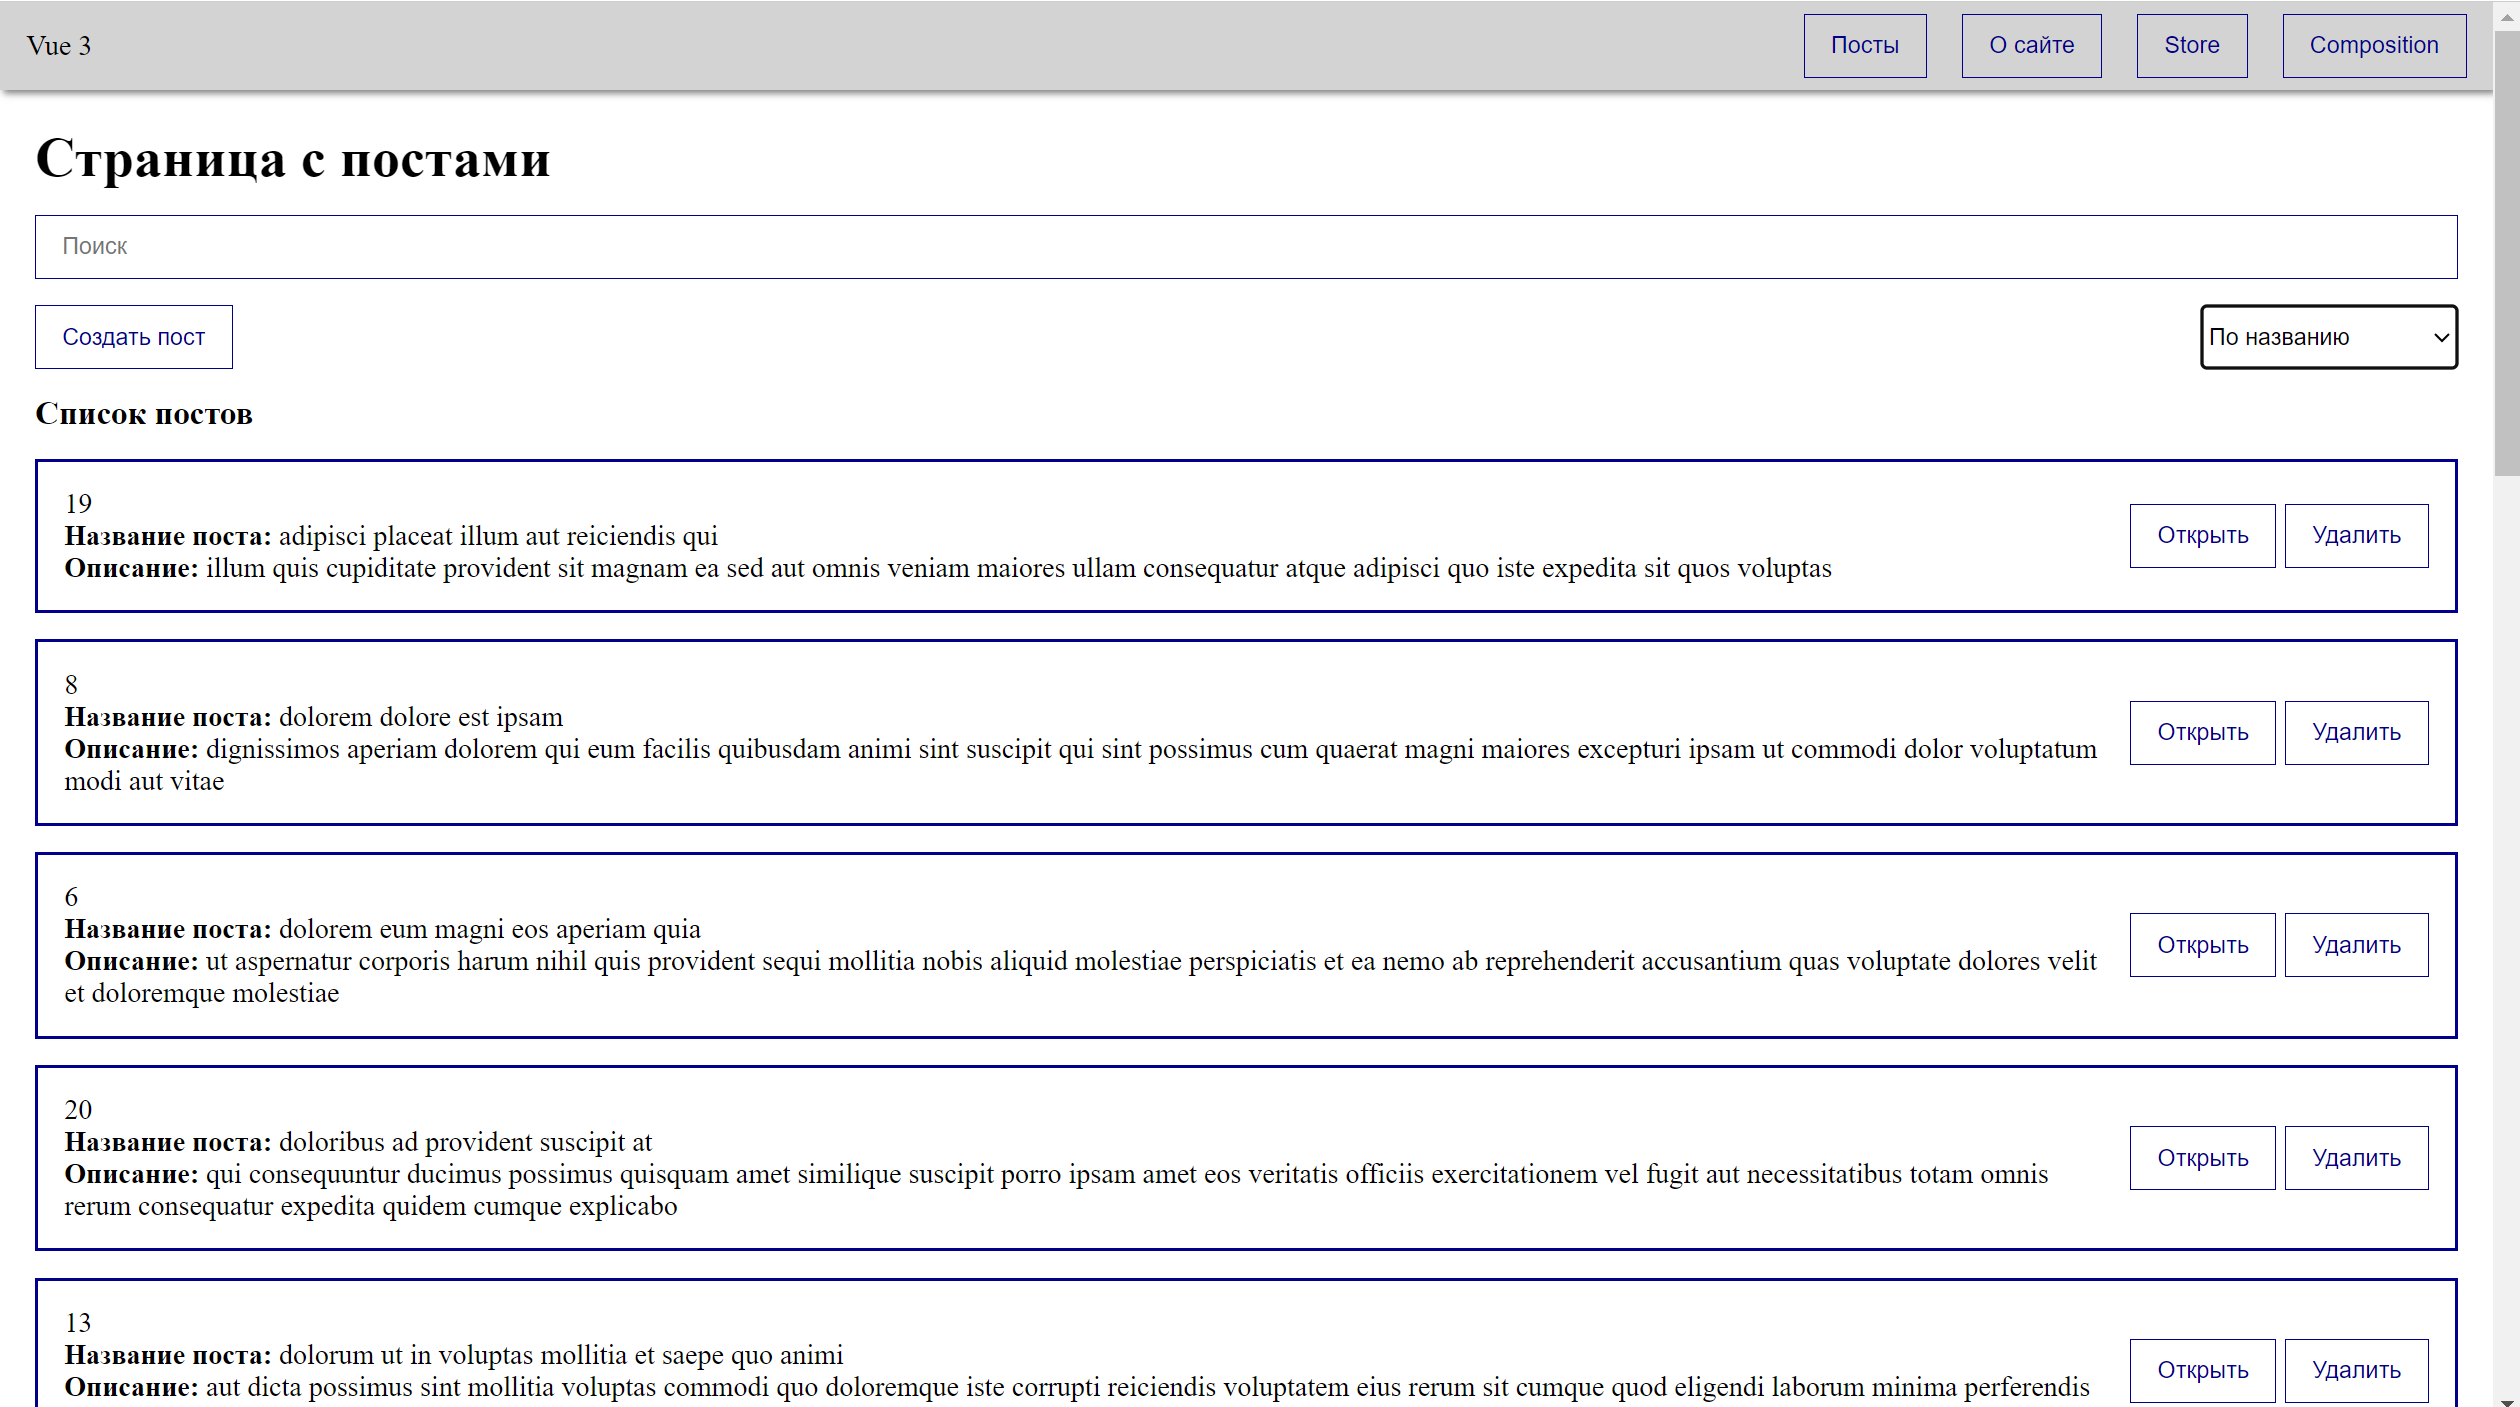 Vue 3
Посты
О сайте
Store
Composition
Страница с постами
Поиск
Создать пост
По названию
Список постов
19
Название поста: adipisci placeat illum aut reiciendis qui
Описание: illum quis cupiditate provident sit magnam ea sed aut omnis veniam maiores ullam consequatur atque adipisci quo iste expedita sit quos voluptas
Открыть
Удалить
8
Название поста: dolorem dolore est ipsam
Описание: dignissimos aperiam dolorem qui eum facilis quibusdam animi sint suscipit qui sint possimus cum quaerat magni maiores excepturi ipsam ut commodi dolor voluptatum
modi aut vitae
Открыть
Удалить
6
Название поста: dolorem eum magni eos aperiam quia
Описание: ut aspernatur corporis harum nihil quis provident sequi mollitia nobis aliquid molestiae perspiciatis et ea nemo ab reprehenderit accusantium quas voluptate dolores velit
et doloremque molestiae
Открыть
Удалить
20
Название поста: doloribus ad provident suscipit at
Описание: qui consequuntur ducimus possimus quisquam amet similique suscipit porro ipsam amet eos veritatis officiis exercitationem vel fugit aut necessitatibus totam omnis
rerum consequatur expedita quidem cumque explicabo
Открыть
Удалить
13
Название поста: dolorum ut in voluptas mollitia et saepe quo animi
Описание: aut dicta possimus sint mollitia voluptas commodi quo doloremque iste corrupti reiciendis voluptatem eius rerum sit cumque quod eligendi laborum minima perferendis
Открыть
Удалить